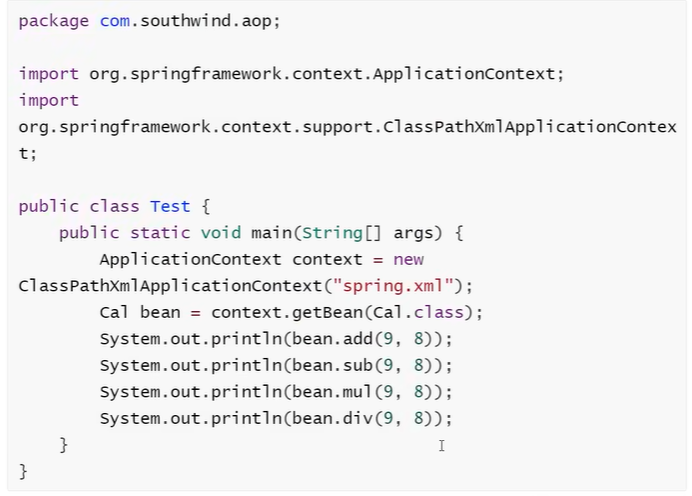 package com.southwind.aop;
import org.springframework.context.ApplicationContext;
import
org.springframework.context.support.ClassPathXmlApplicationContex
t;
public class Test {
    public static void main(String[] args) {
        ApplicationContext context = new
ClassPathXmlApplicationContext("spring.xml");
        Cal bean = context.getBean(Cal.class);
        System.out.println(bean.add(9, 8));
        System.out.println(bean.sub(9, 8));
        System.out.println(bean.mul(9, 8));
        System.out.println(bean.div(9, 8));
    }
}